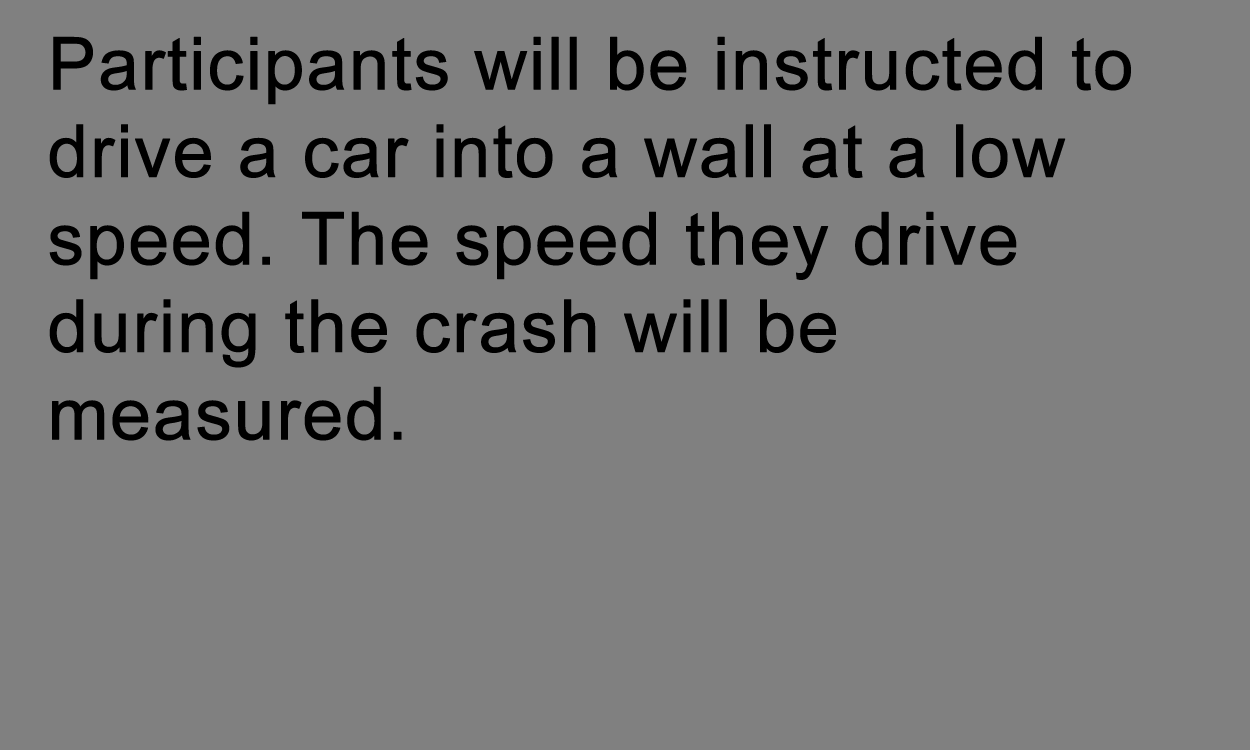 Participants will be instructed to
drive a car into a wall at a low
speed. The speed they drive
during the crash will be
measured.